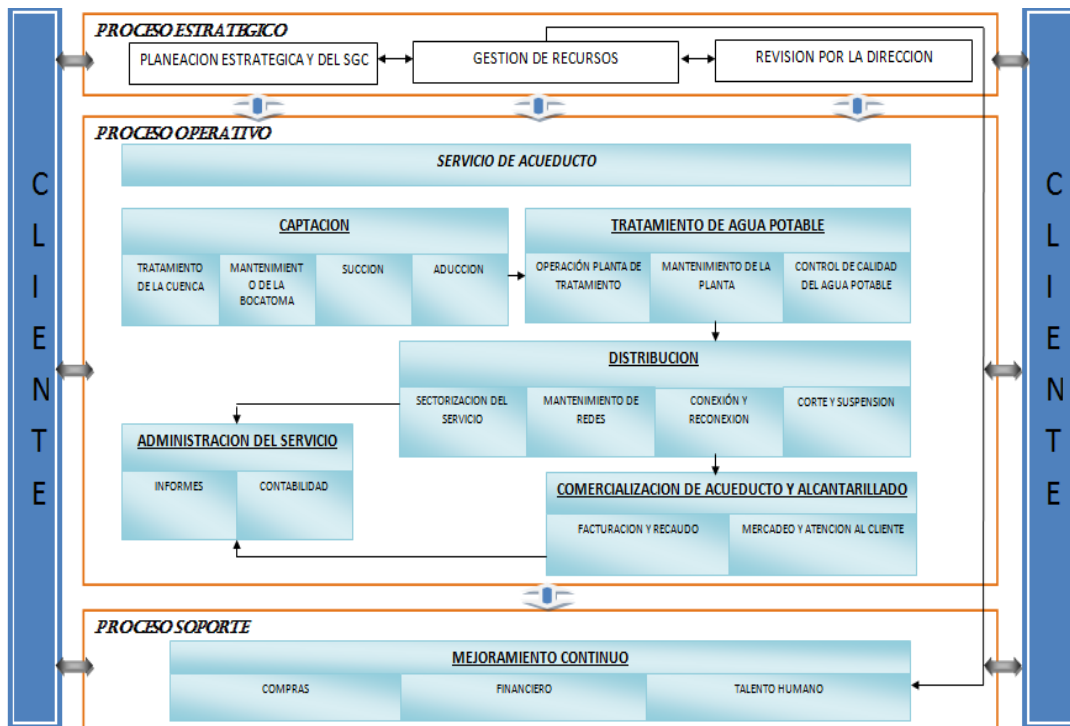 CLIENTE
PROCESO ESTRATEGICO
PLANEACION ESTRATEGICA Y DEL SGC
GESTION DE RECURSOS
REVISION POR LA DIRECCION
PROCESO OPERATIVO
SERVICIO DE ACUEDUCTO
CAPTACION
TRATAMIENTO
DE LA CUENCA
MANTENIMIENT
O DE LA
BOCATOMA
SUCCION
ADUCCION
TRATAMIENTO DE AGUA POTABLE
OPERACIÓN PLANTA DE
TRATAMIENTO
MANTENIMIENTO DE LA
PLANTA
CONTROL DE CALIDAD
DEL AGUA POTABLE
DISTRIBUCION
SECTORIZACION DEL
SERVICIO
MANTENIMIENTO DE
REDES
CONEXIÓN Y
RECONEXION
CORTE Y SUSPENSION
ADMINISTRACION DEL SERVICIO
INFORMES
CONTABILIDAD
COMERCIALIZACION DE ACUEDUCTO Y ALCANTARILLADO
FACTURACION Y RECAUDO
MERCADEO Y ATENCION AL CLIENTE
PROCESO SOPORTE
MEJORAMIENTO CONTINUO
COMPRAS
FINANCIERO
TALENTO HUMANO
CLIENTE